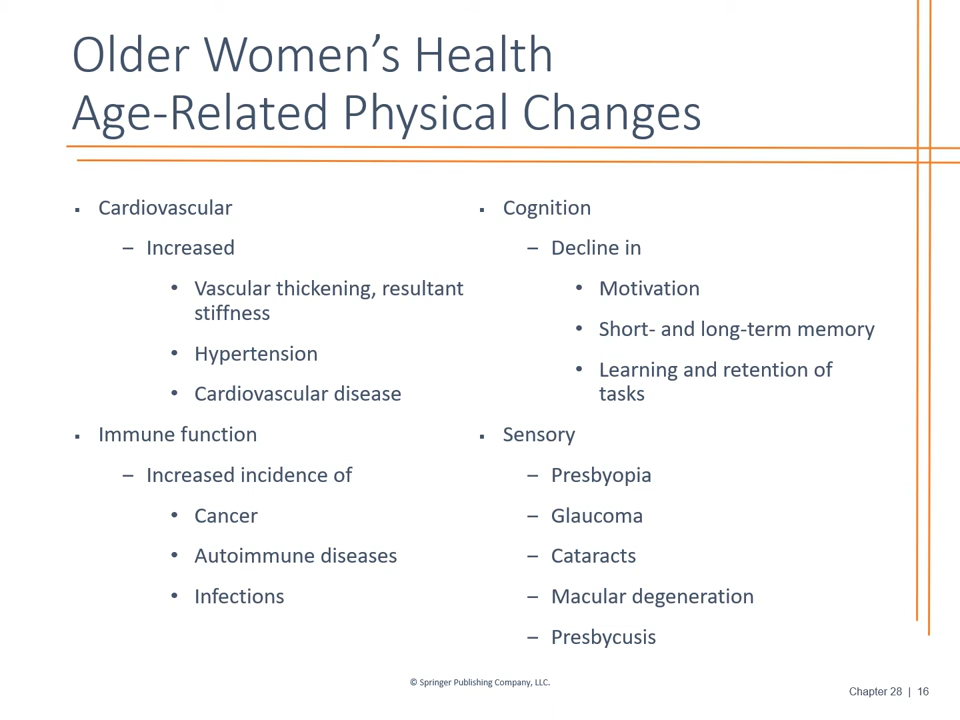 Older Women’s Health
Age-Related Physical Changes
▪ Cardiovascular
– Increased
• Vascular thickening, resultant
stiffness
• Hypertension
• Cardiovascular disease
▪ Immune function
– Increased incidence of
• Cancer
• Autoimmune diseases
• Infections
▪ Cognition
– Decline in
• Motivation
• Short- and long-term memory
• Learning and retention of
tasks
▪ Sensory
– Presbyopia
– Glaucoma
– Cataracts
– Macular degeneration
– Presbycusis
© Springer Publishing Company, LLC.
Chapter 28 | 16